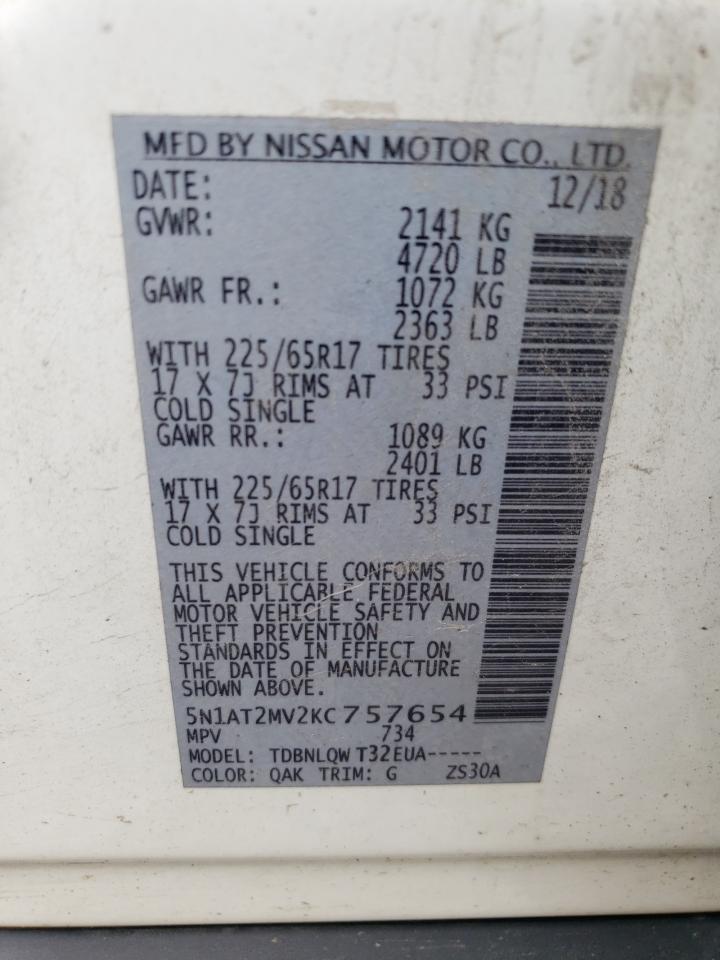 MFD BY NISSAN MOTOR CO., LTD.
DATE: 12/18
GVWR: 2141 KG
4720 LB
GAWR FR.: 1072 KG
2363 LB
WITH 225/65R17 TIRES
17 X 7J RIMS AT 33 PSI
COLD SINGLE
GAWR RR.: 1089 KG
2401 LB
WITH 225/65R17 TIRES
17 X 7J RIMS AT 33 PSI
COLD SINGLE
THIS VEHICLE CONFORMS TO
ALL APPLICABLE FEDERAL
MOTOR VEHICLE SAFETY AND
THEFT PREVENTION
STANDARDS IN EFFECT ON
THE DATE OF MANUFACTURE
SHOWN ABOVE.
5N1AT2MV2KC757654
MPV 734
MODEL: TDBNLQW T32EUA-----
COLOR: QAK TRIM: G ZS30A